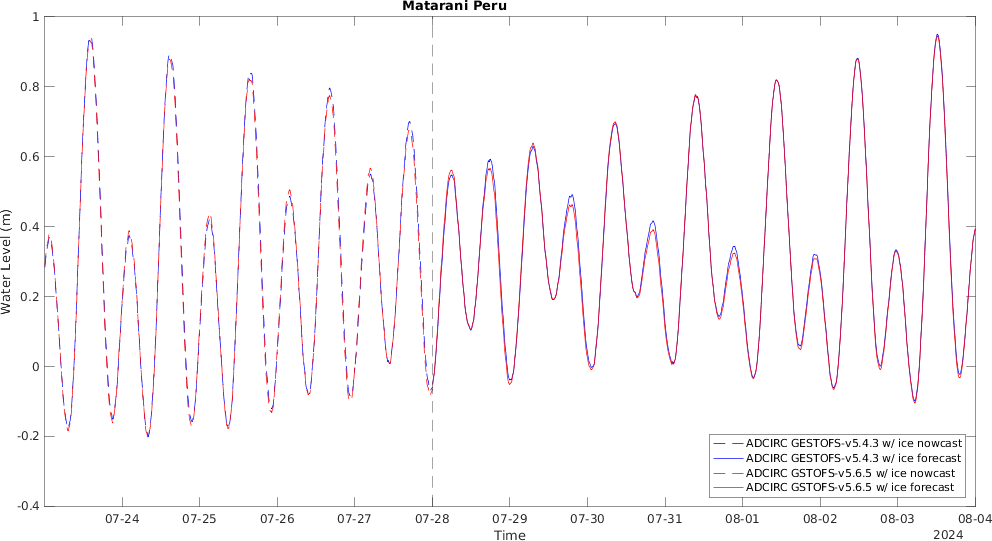 Matarani Peru
1
0.8
0.6
0.4
0.2
0
-0.2
-0.4
Water Level (m)
07-24 07-25 07-26 07-27 07-28 07-29 07-30 07-31 08-01 08-02 08-03 08-04
Time
2024
ADCIRC GESTOFS-v5.4.3 w/ ice nowcast
ADCIRC GESTOFS-v5.4.3 w/ ice forecast
ADCIRC GSTOFS-v5.6.5 w/ ice nowcast
ADCIRC GSTOFS-v5.6.5 w/ ice forecast